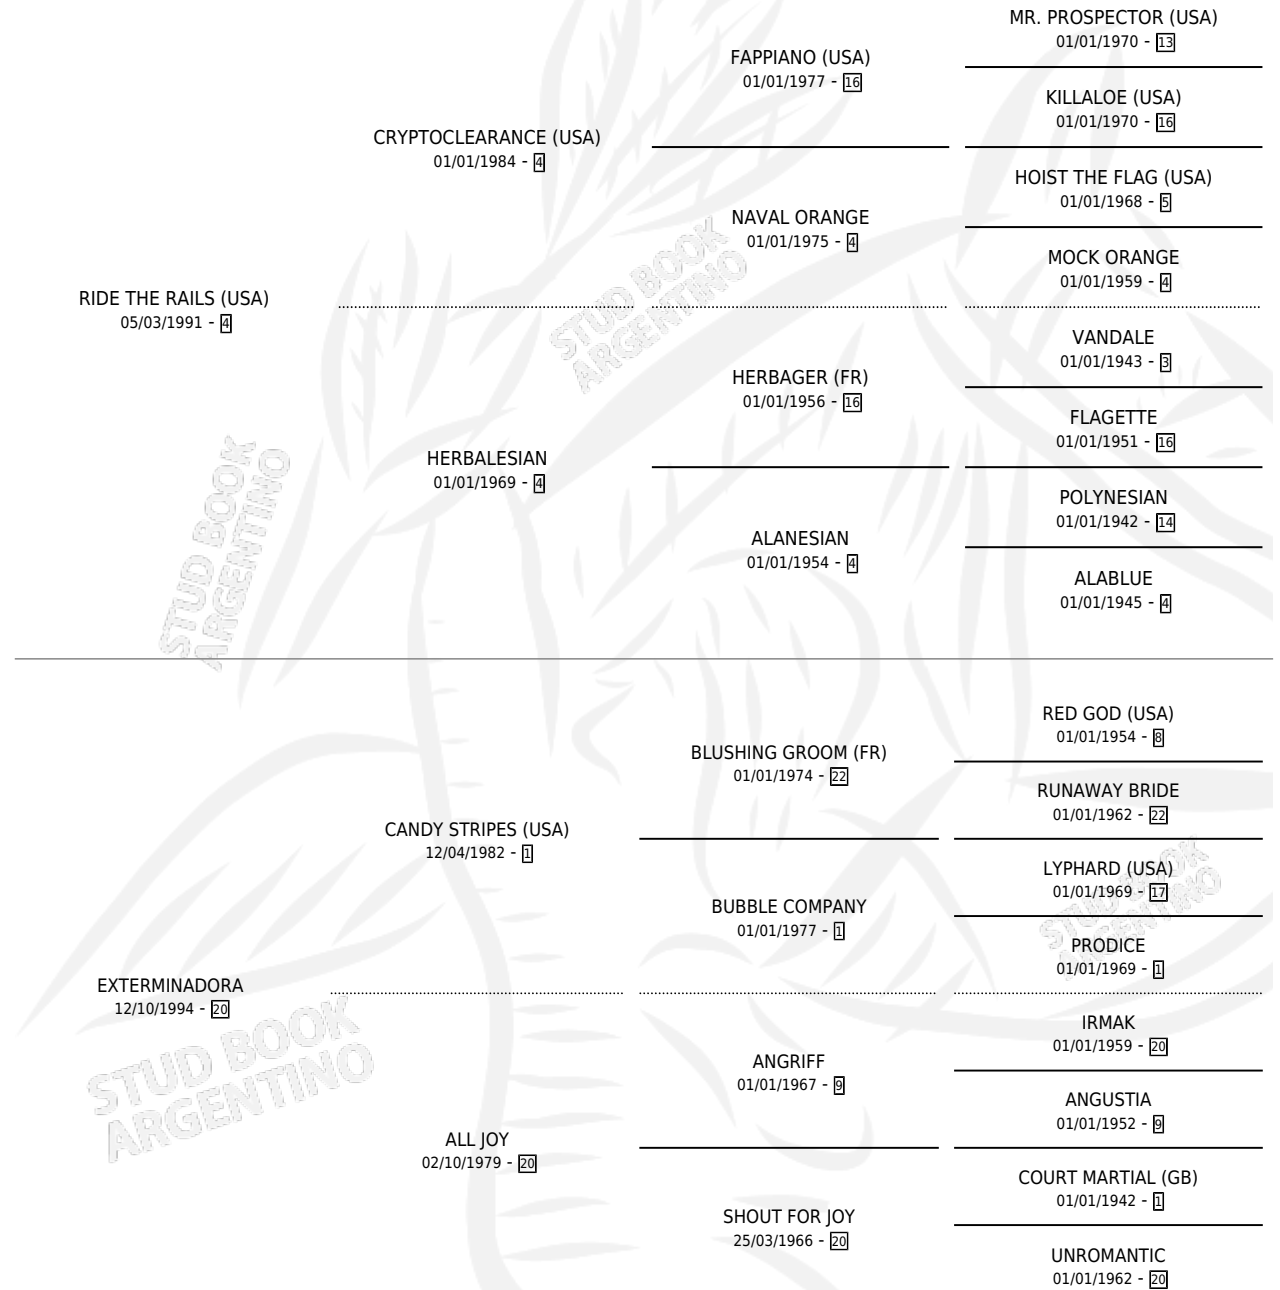 MR. PROSPECTOR (USA)
01/01/1970 - 13
FAPPIANO (USA)
01/01/1977 - 16
KILLALOE (USA)
01/01/1970 - 16
CRYPTOCLEARANCE (USA)
01/01/1984 - 4
HOIST THE FLAG (USA)
01/01/1968 - 5
NAVAL ORANGE
01/01/1975 - 4
MOCK ORANGE
01/01/1959 - 4
RIDE THE RAILS (USA)
05/03/1991 - 4
STUD BOOK
ARGENTINO
VANDALE
01/01/1943 - 3
HERBAGER (FR)
01/01/1956 - 16
FLAGETTE
01/01/1951 - 16
HERBALESIAN
01/01/1969 - 4
POLYNESIAN
01/01/1942 - 14
ALANESIAN
01/01/1954 - 4
ALABLUE
01/01/1945 - 4
STUD BOOK
ARGENTINO
RED GOD (USA)
01/01/1954 - 8
BLUSHING GROOM (FR)
01/01/1974 - 22
RUNAWAY BRIDE
01/01/1962 - 22
CANDY STRIPES (USA)
12/04/1982 - 1
LYPHARD (USA)
01/01/1969 - 17
BUBBLE COMPANY
01/01/1977 - 1
PRODICE
01/01/1969 - 1
STUD BOOK
ARGENTINO
EXTERMINADORA
12/10/1994 - 20
STUD BOOK
ARGENTINO
IRMAK
01/01/1959 - 20
ANGRIFF
01/01/1967 - 9
ANGUSTIA
01/01/1952 - 9
ALL JOY
02/10/1979 - 20
COURT MARTIAL (GB)
01/01/1942 - 1
SHOUT FOR JOY
25/03/1966 - 20
UNROMANTIC
01/01/1962 - 20